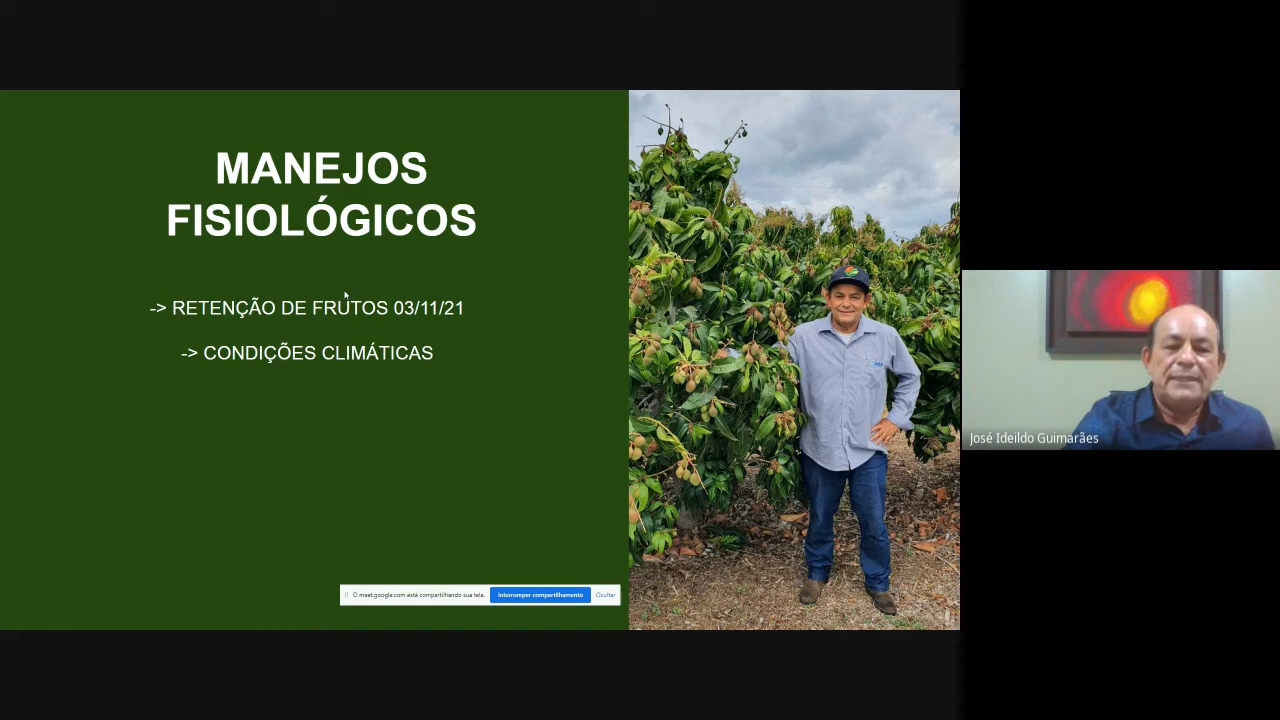 MANEJOS
FISIOLÓGICOS
-> RETENÇÃO DE FRUTOS 03/11/21
-> CONDIÇÕES CLIMÁTICAS
O meet.google.com está compartilhando sua tela. Interromper compartilhamento Ocultar
José Ideildo Guimarães